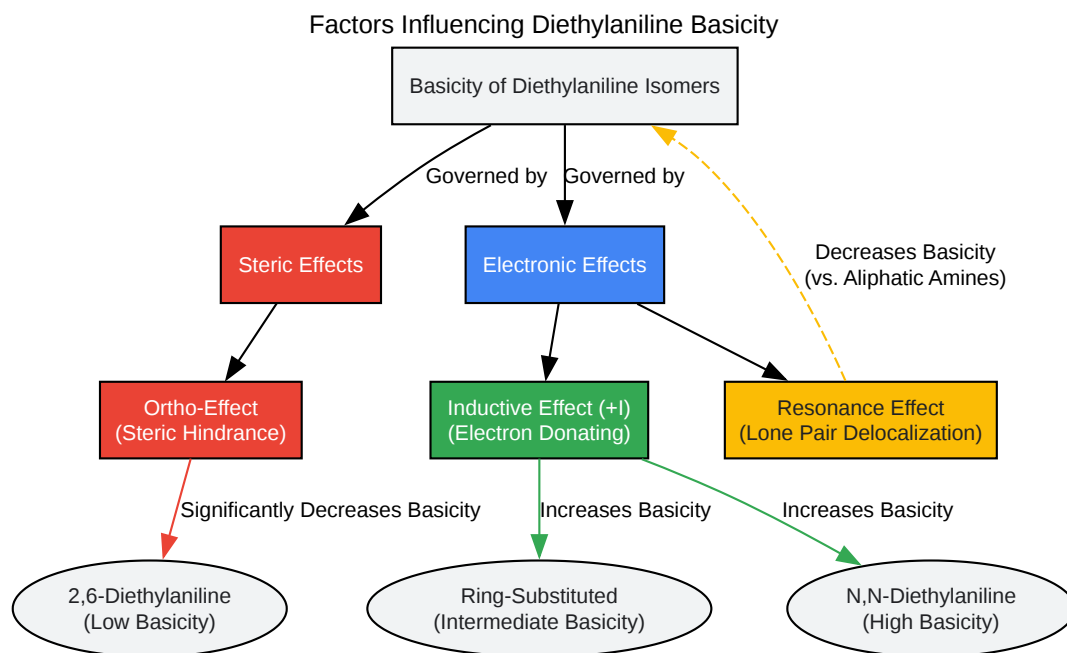 Factors Influencing Diethylaniline Basicity
Basicity of Diethylaniline Isomers
Governed by
Governed by
Steric Effects
Electronic Effects
Decreases Basicity
(vs. Aliphatic Amines)
Ortho-Effect
(Steric Hindrance)
Inductive Effect (+I)
(Electron Donating)
Resonance Effect
(Lone Pair Delocalization)
Significantly Decreases Basicity
Increases Basicity
Increases Basicity
2,6-Diethylaniline
(Low Basicity)
Ring-Substituted
(Intermediate Basicity)
N,N-Diethylaniline
(High Basicity)